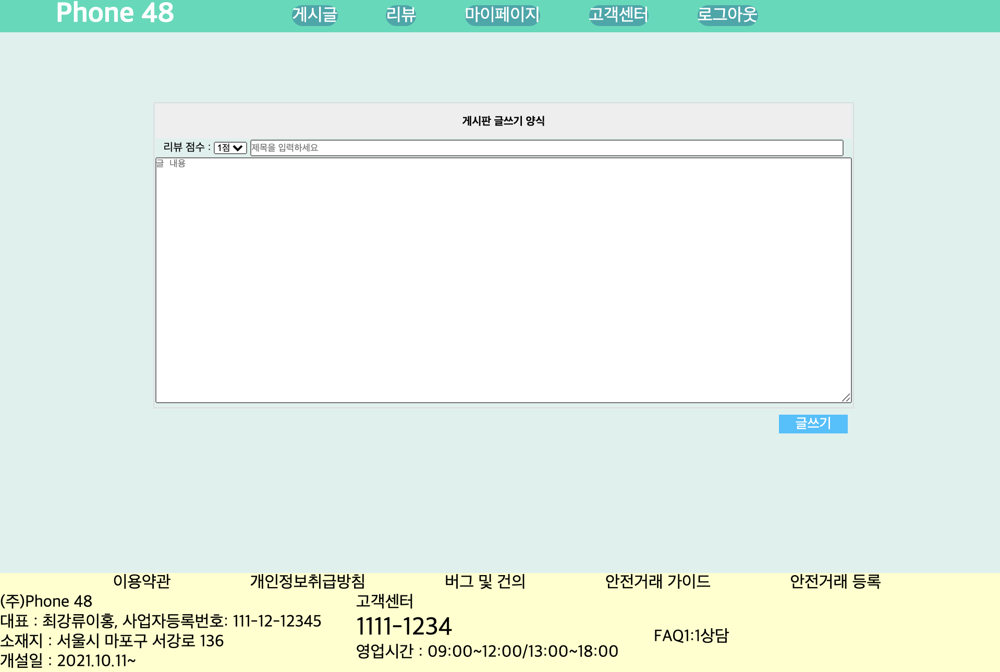 Phone 48 게시글 리뷰 마이페이지 고객센터 로그아웃
게시판 글쓰기 양식
리뷰 점수 : 1점 제목을 입력하세요
글 내용
글쓰기
이용약관 개인정보취급방침 버그 및 건의 안전거래 가이드 안전거래 등록
(주)Phone 48
대표 : 최강류이홍, 사업자등록번호: 111-12-12345
소재지 : 서울시 마포구 서강로 136
개설일 : 2021.10.11~
고객센터
1111-1234
영업시간 : 09:00~12:00/13:00~18:00
FAQ1:1상담